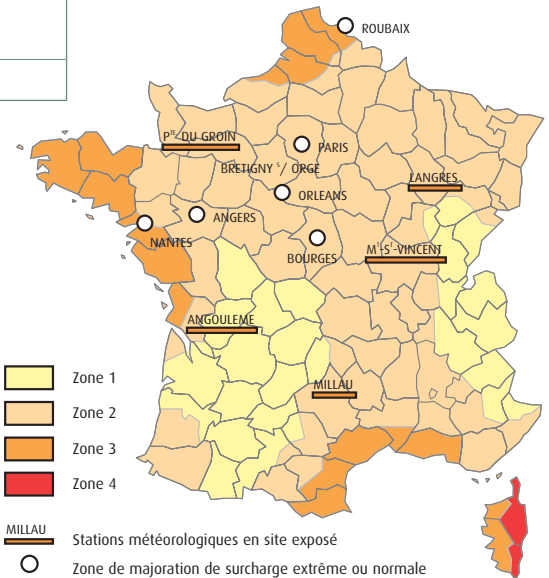 ROUBAIX
Pᵗᵉ DU GROIN
PARIS
BRETIGNY ˢ/ ORGE
LANGRES
ORLEANS
ANGERS
NANTES
BOURGES
Mᵗ-Sᵗ-VINCENT
ANGOULEME
MILLAU
Zone 1
Zone 2
Zone 3
Zone 4
MILLAU
Stations météorologiques en site exposé
Zone de majoration de surcharge extrême ou normale